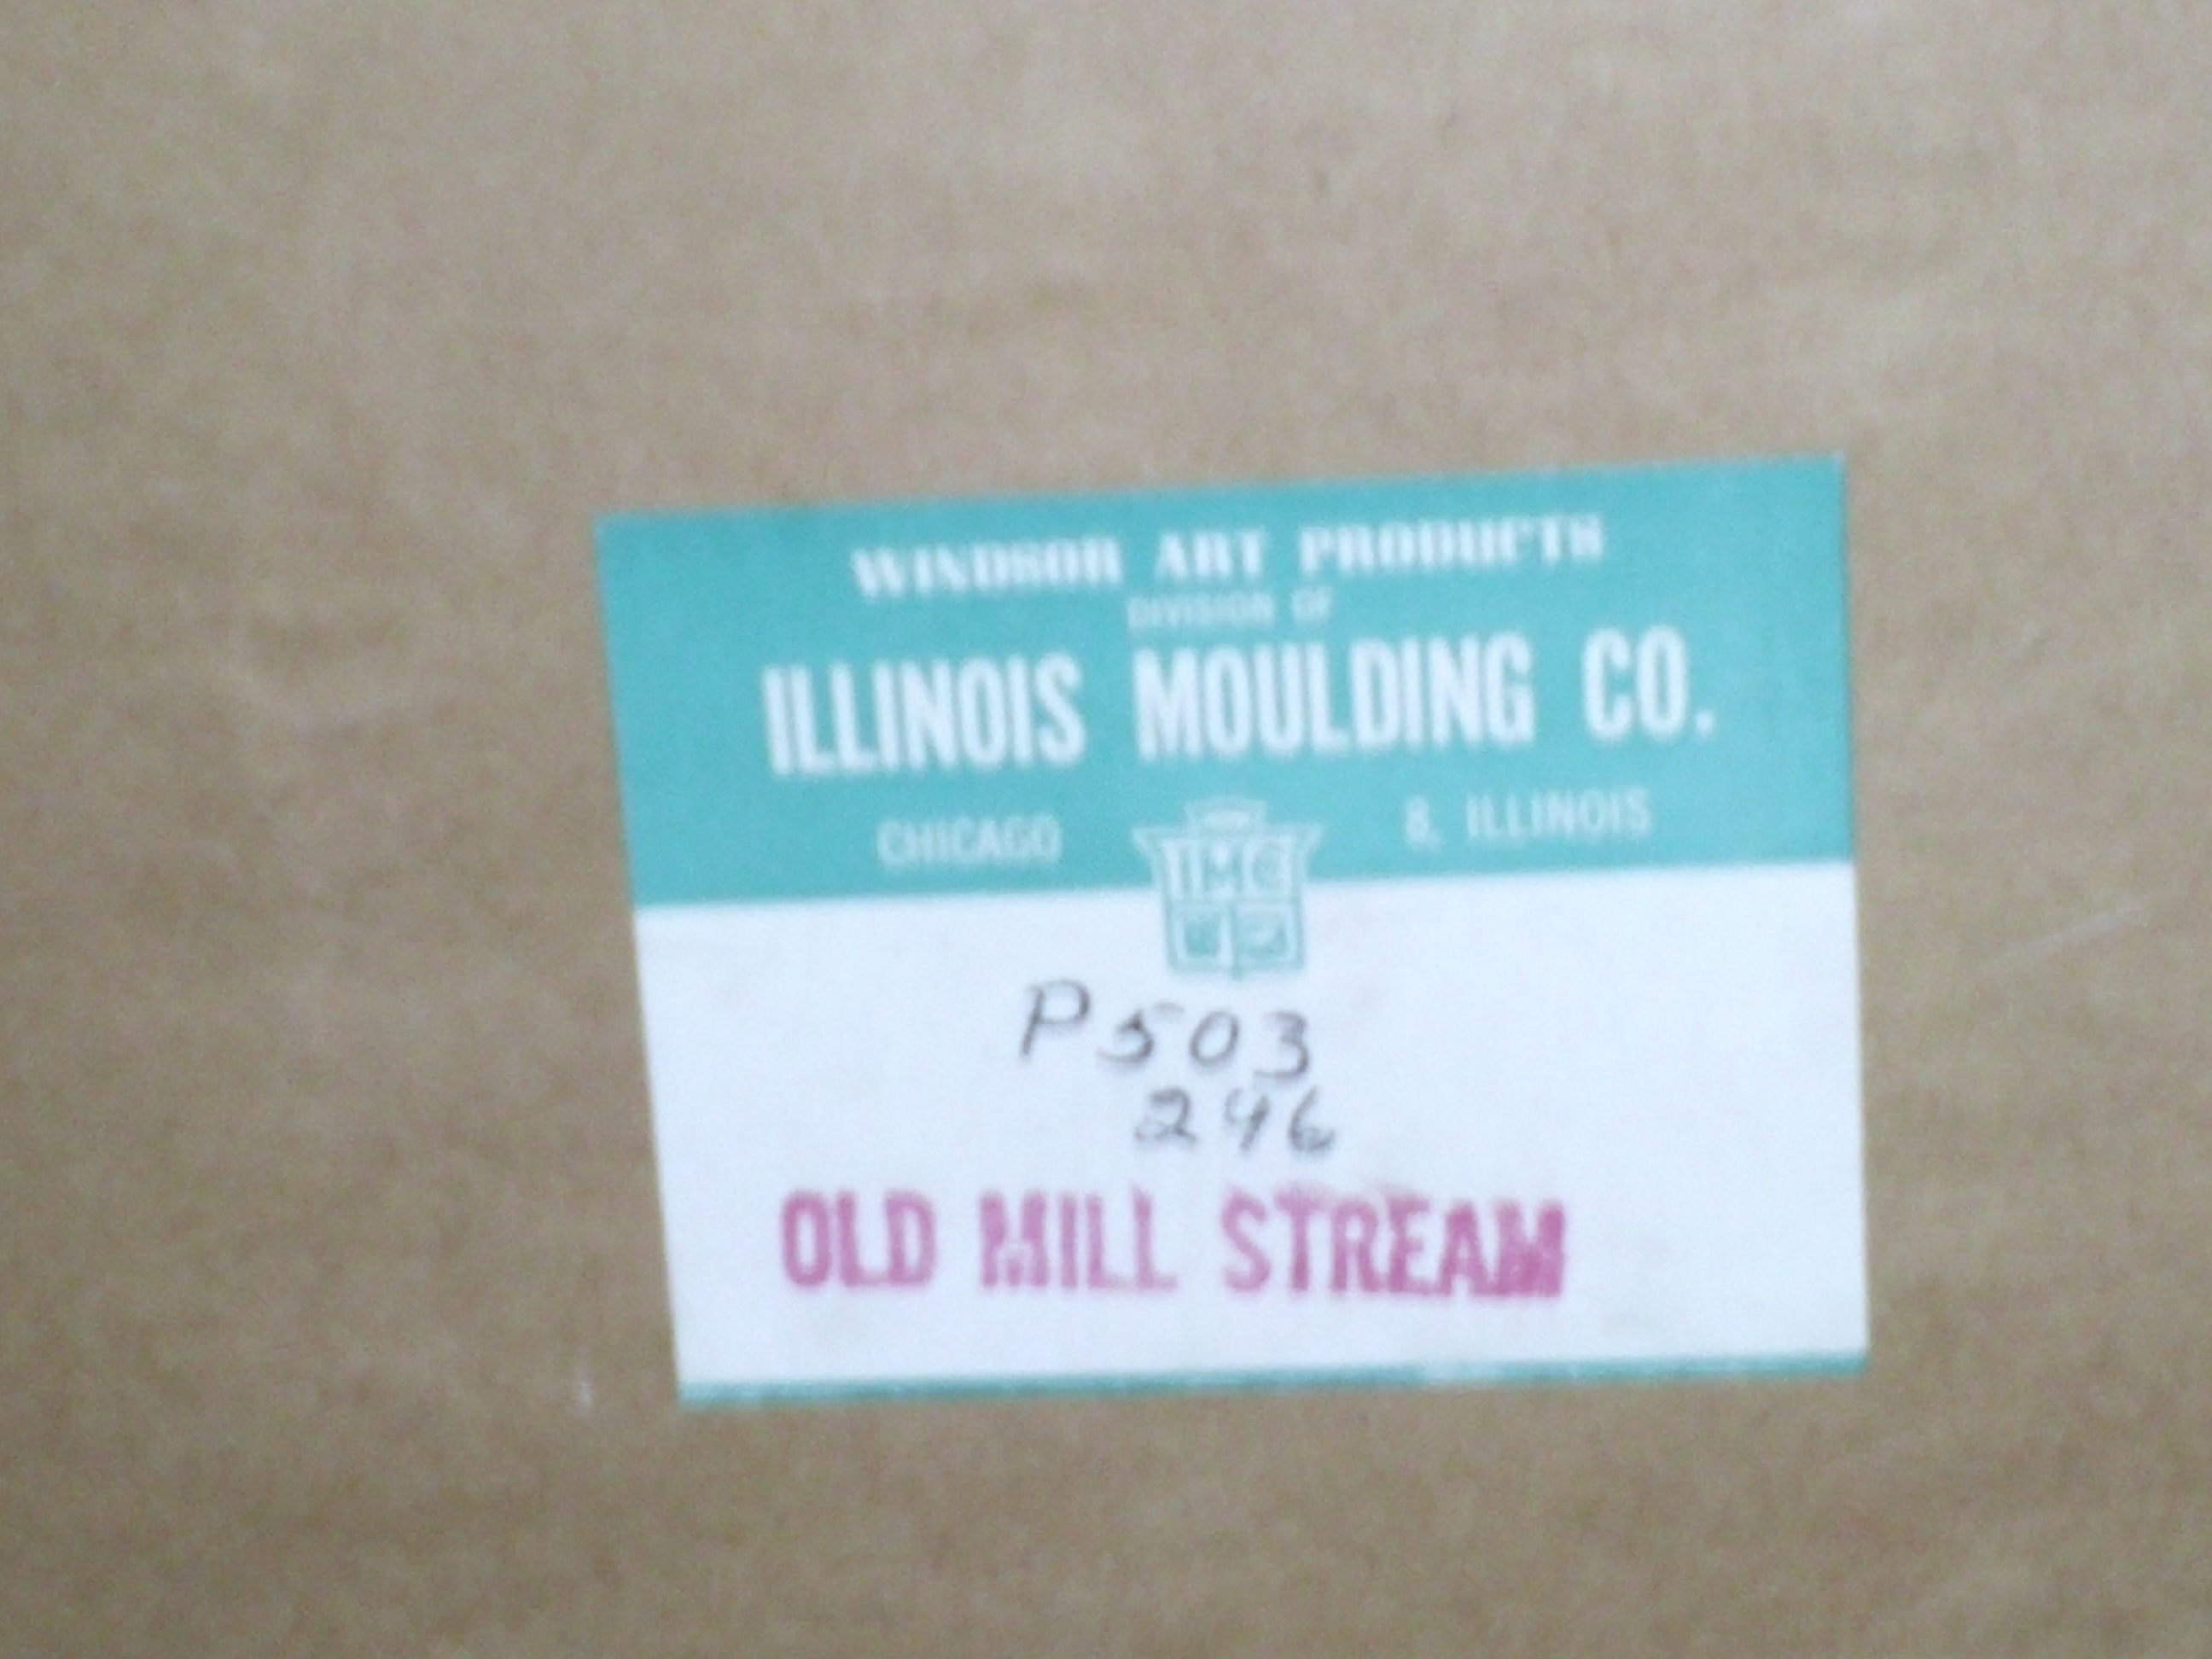 WINDSOR ART PRODUCTS
DIVISION OF
ILLINOIS MOULDING CO.
CHICAGO 8, ILLINOIS
IMC
P503
246
OLD MILL STREAM